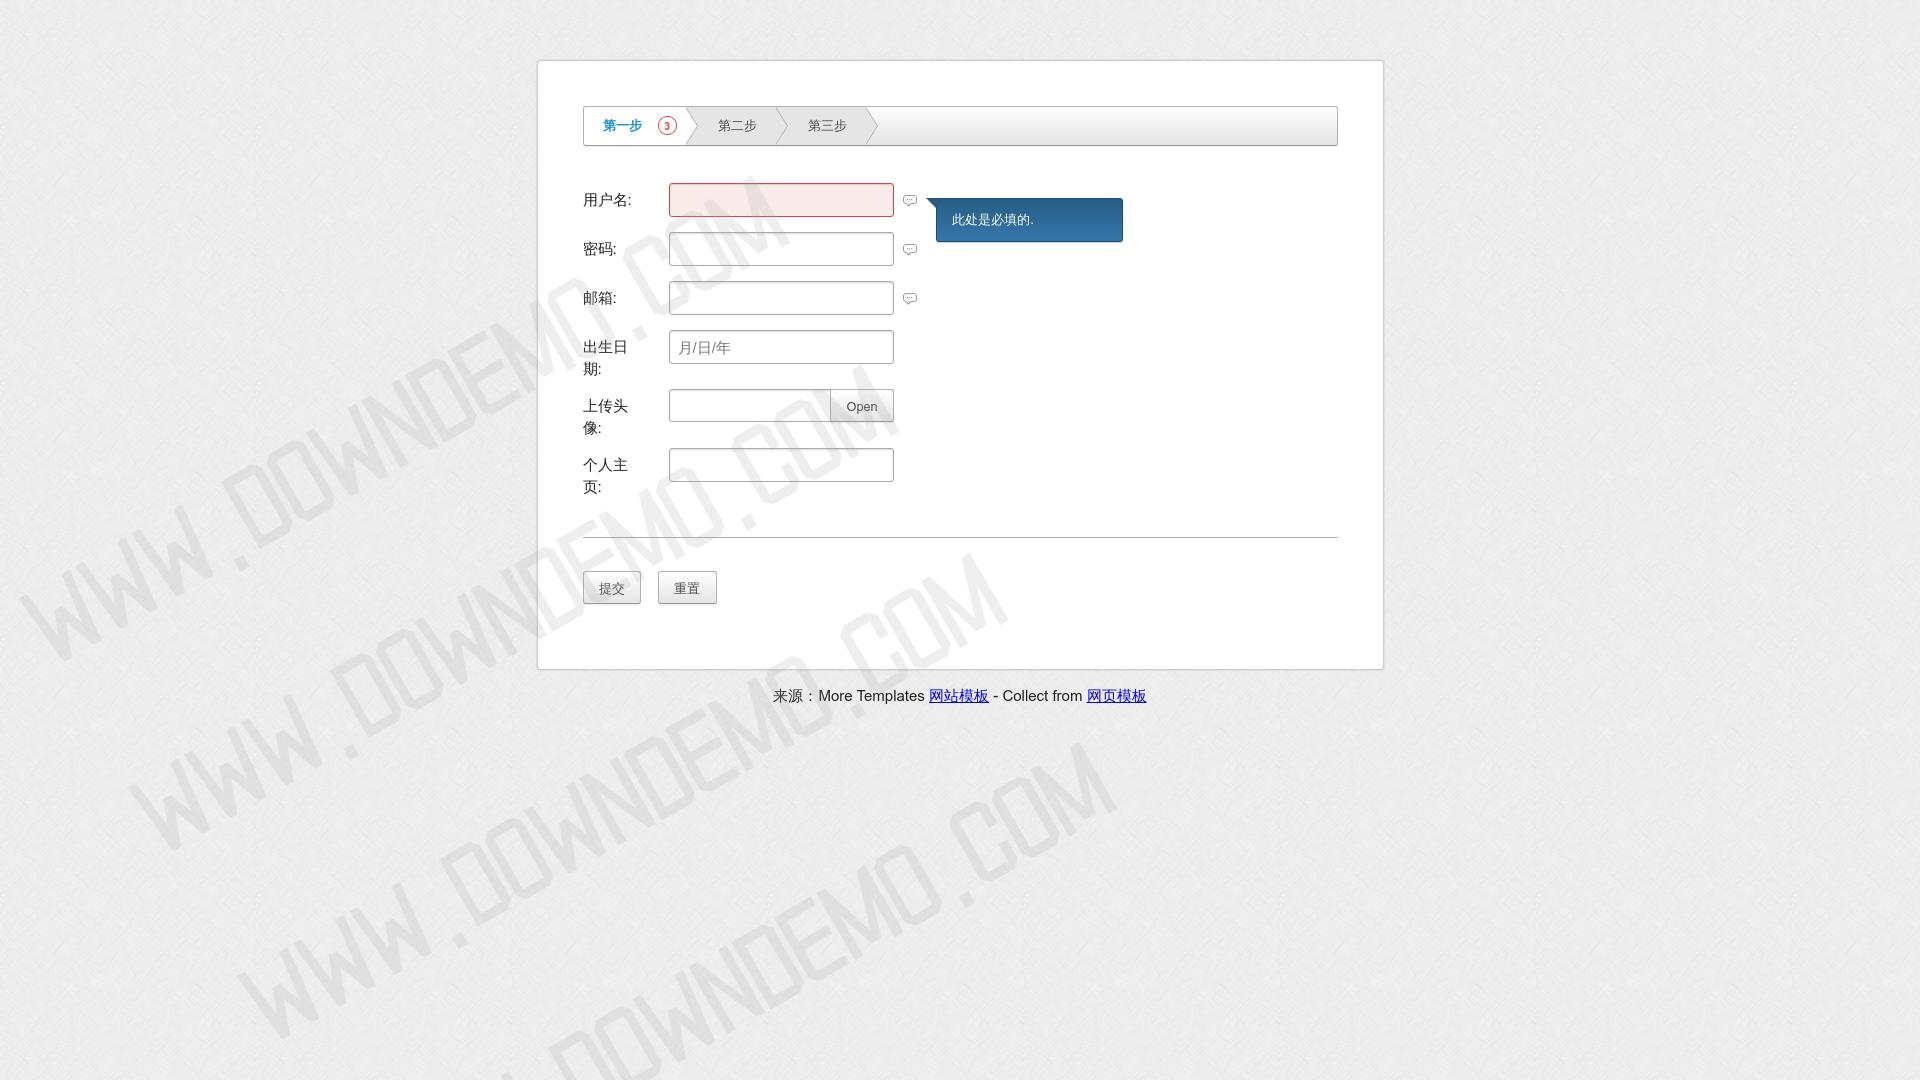 第一步 3 第二步 第三步
用户名:
此处是必填的.
密码:
邮箱:
出生日
期:
月/日/年
上传头
像:
Open
个人主
页:
提交 重置
来源：More Templates 网站模板 - Collect from 网页模板
WWW.DOWNDEMO.COM
WWW.DOWNDEMO.COM
WWW.DOWNDEMO.COM
DOWNDEMO.COM